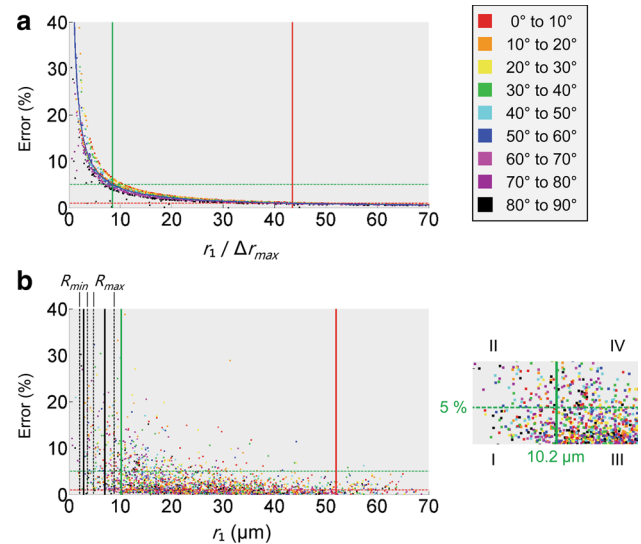 a
40
30
20
10
0
Error (%)
0 10 20 30 40 50 60 70
r₁ / Δrmax
0° to 10°
10° to 20°
20° to 30°
30° to 40°
40° to 50°
50° to 60°
60° to 70°
70° to 80°
80° to 90°
b
Rmin Rmax
40
30
20
10
0
Error (%)
0 10 20 30 40 50 60 70
r₁ (µm)
II IV
5 %
10.2 µm
I III